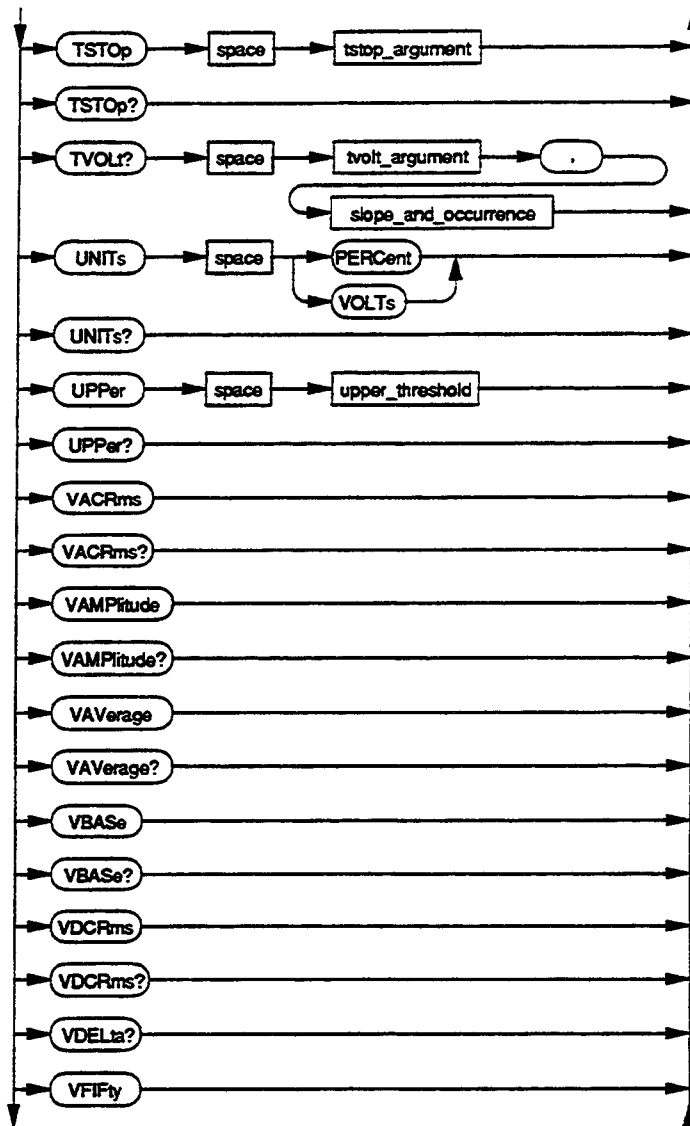 TSTOp space tstop_argument
TSTOp?
TVOLt? space tvolt_argument ,
slope_and_occurrence
UNITs space PERCent
VOLTs
UNITs?
UPPer space upper_threshold
UPPer?
VACRms
VACRms?
VAMPlitude
VAMPlitude?
VAVerage
VAVerage?
VBASe
VBASe?
VDCRms
VDCRms?
VDELta?
VFIFty